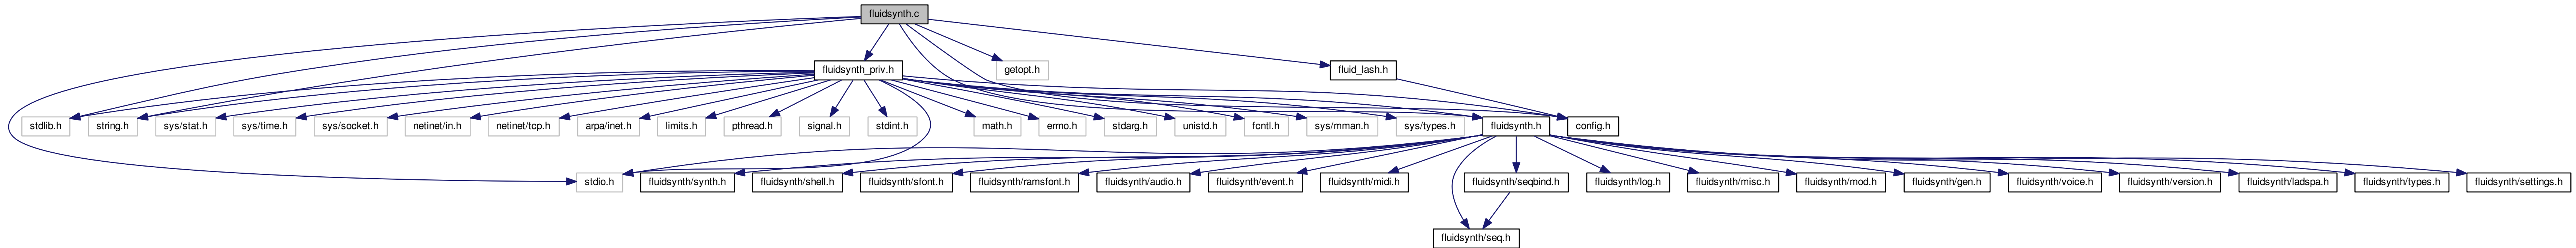 fluidsynth.c
fluidsynth_priv.h
getopt.h
fluid_lash.h
stdlib.h
string.h
sys/stat.h
sys/time.h
sys/socket.h
netinet/in.h
netinet/tcp.h
arpa/inet.h
limits.h
pthread.h
signal.h
stdint.h
math.h
errno.h
stdarg.h
unistd.h
fcntl.h
sys/mman.h
sys/types.h
fluidsynth.h
config.h
stdio.h
fluidsynth/synth.h
fluidsynth/shell.h
fluidsynth/sfont.h
fluidsynth/ramsfont.h
fluidsynth/audio.h
fluidsynth/event.h
fluidsynth/midi.h
fluidsynth/seqbind.h
fluidsynth/log.h
fluidsynth/misc.h
fluidsynth/mod.h
fluidsynth/gen.h
fluidsynth/voice.h
fluidsynth/version.h
fluidsynth/ladspa.h
fluidsynth/types.h
fluidsynth/settings.h
fluidsynth/seq.h